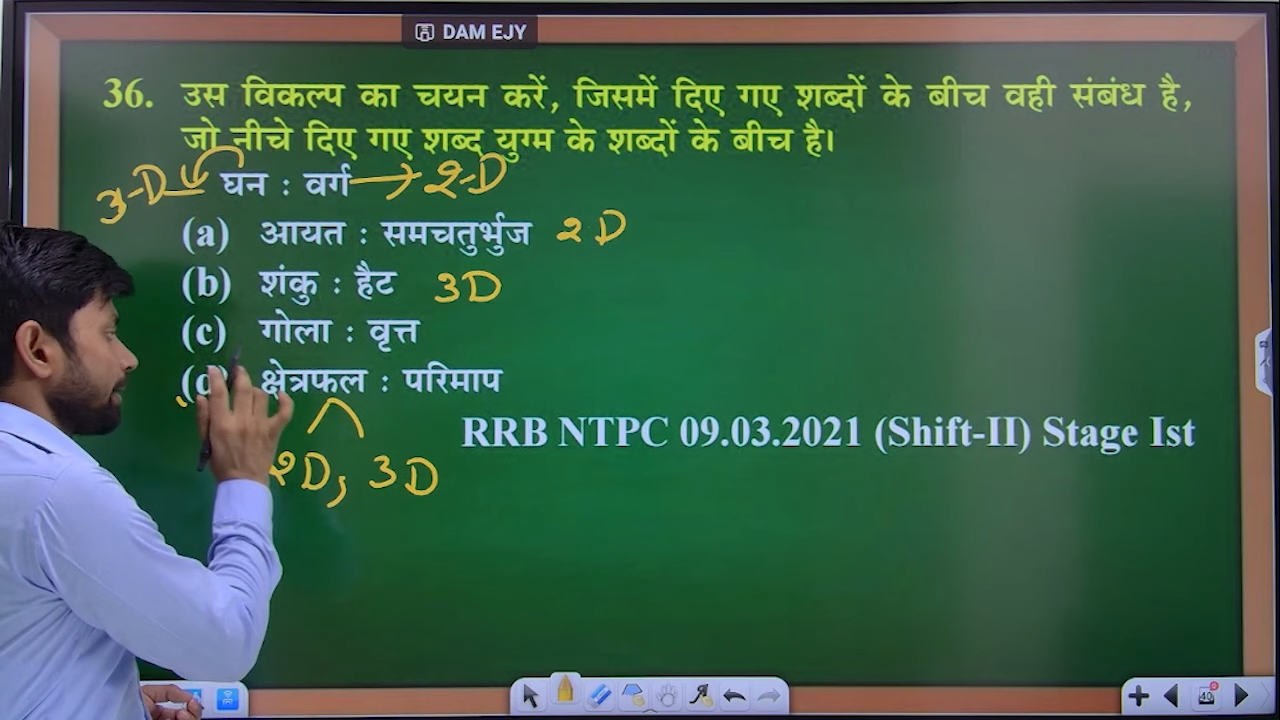 DAM EJY
36. उस विकल्प का चयन करें, जिसमें दिए गए शब्दों के बीच वही संबंध है,
जो नीचे दिए गए शब्द युग्म के शब्दों के बीच है।
3-D घन : वर्ग → 2-D
(a) आयत : समचतुर्भुज 2D
(b) शंकु : हैट 3D
(c) गोला : वृत्त
(d) क्षेत्रफल : परिमाप
RRB NTPC 09.03.2021 (Shift-II) Stage Ist
2D, 3D
40